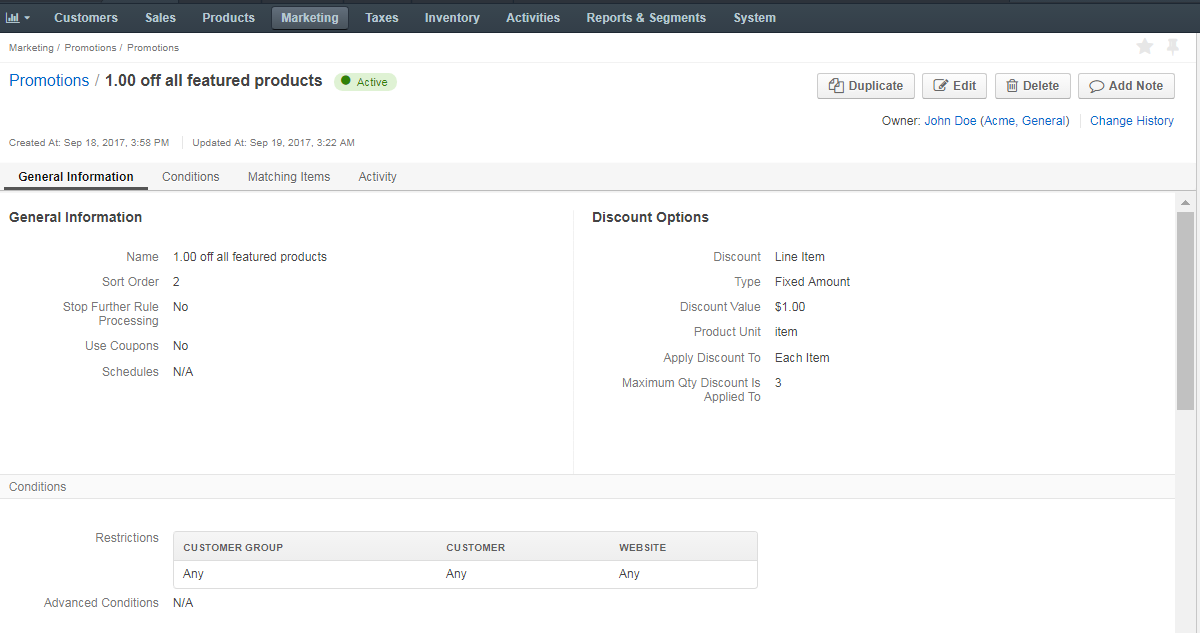 Customers Sales Products Marketing Taxes Inventory Activities Reports & Segments System
Marketing / Promotions / Promotions
Promotions / 1.00 off all featured products Active
Duplicate Edit Delete Add Note
Owner: John Doe (Acme, General) Change History
Created At: Sep 18, 2017, 3:58 PM Updated At: Sep 19, 2017, 3:22 AM
General Information Conditions Matching Items Activity
General Information
Name 1.00 off all featured products
Sort Order 2
Stop Further Rule No
Processing
Use Coupons No
Schedules N/A
Discount Options
Discount Line Item
Type Fixed Amount
Discount Value $1.00
Product Unit item
Apply Discount To Each Item
Maximum Qty Discount Is 3
Applied To
Conditions
Restrictions
CUSTOMER GROUP CUSTOMER WEBSITE
Any Any Any
Advanced Conditions N/A